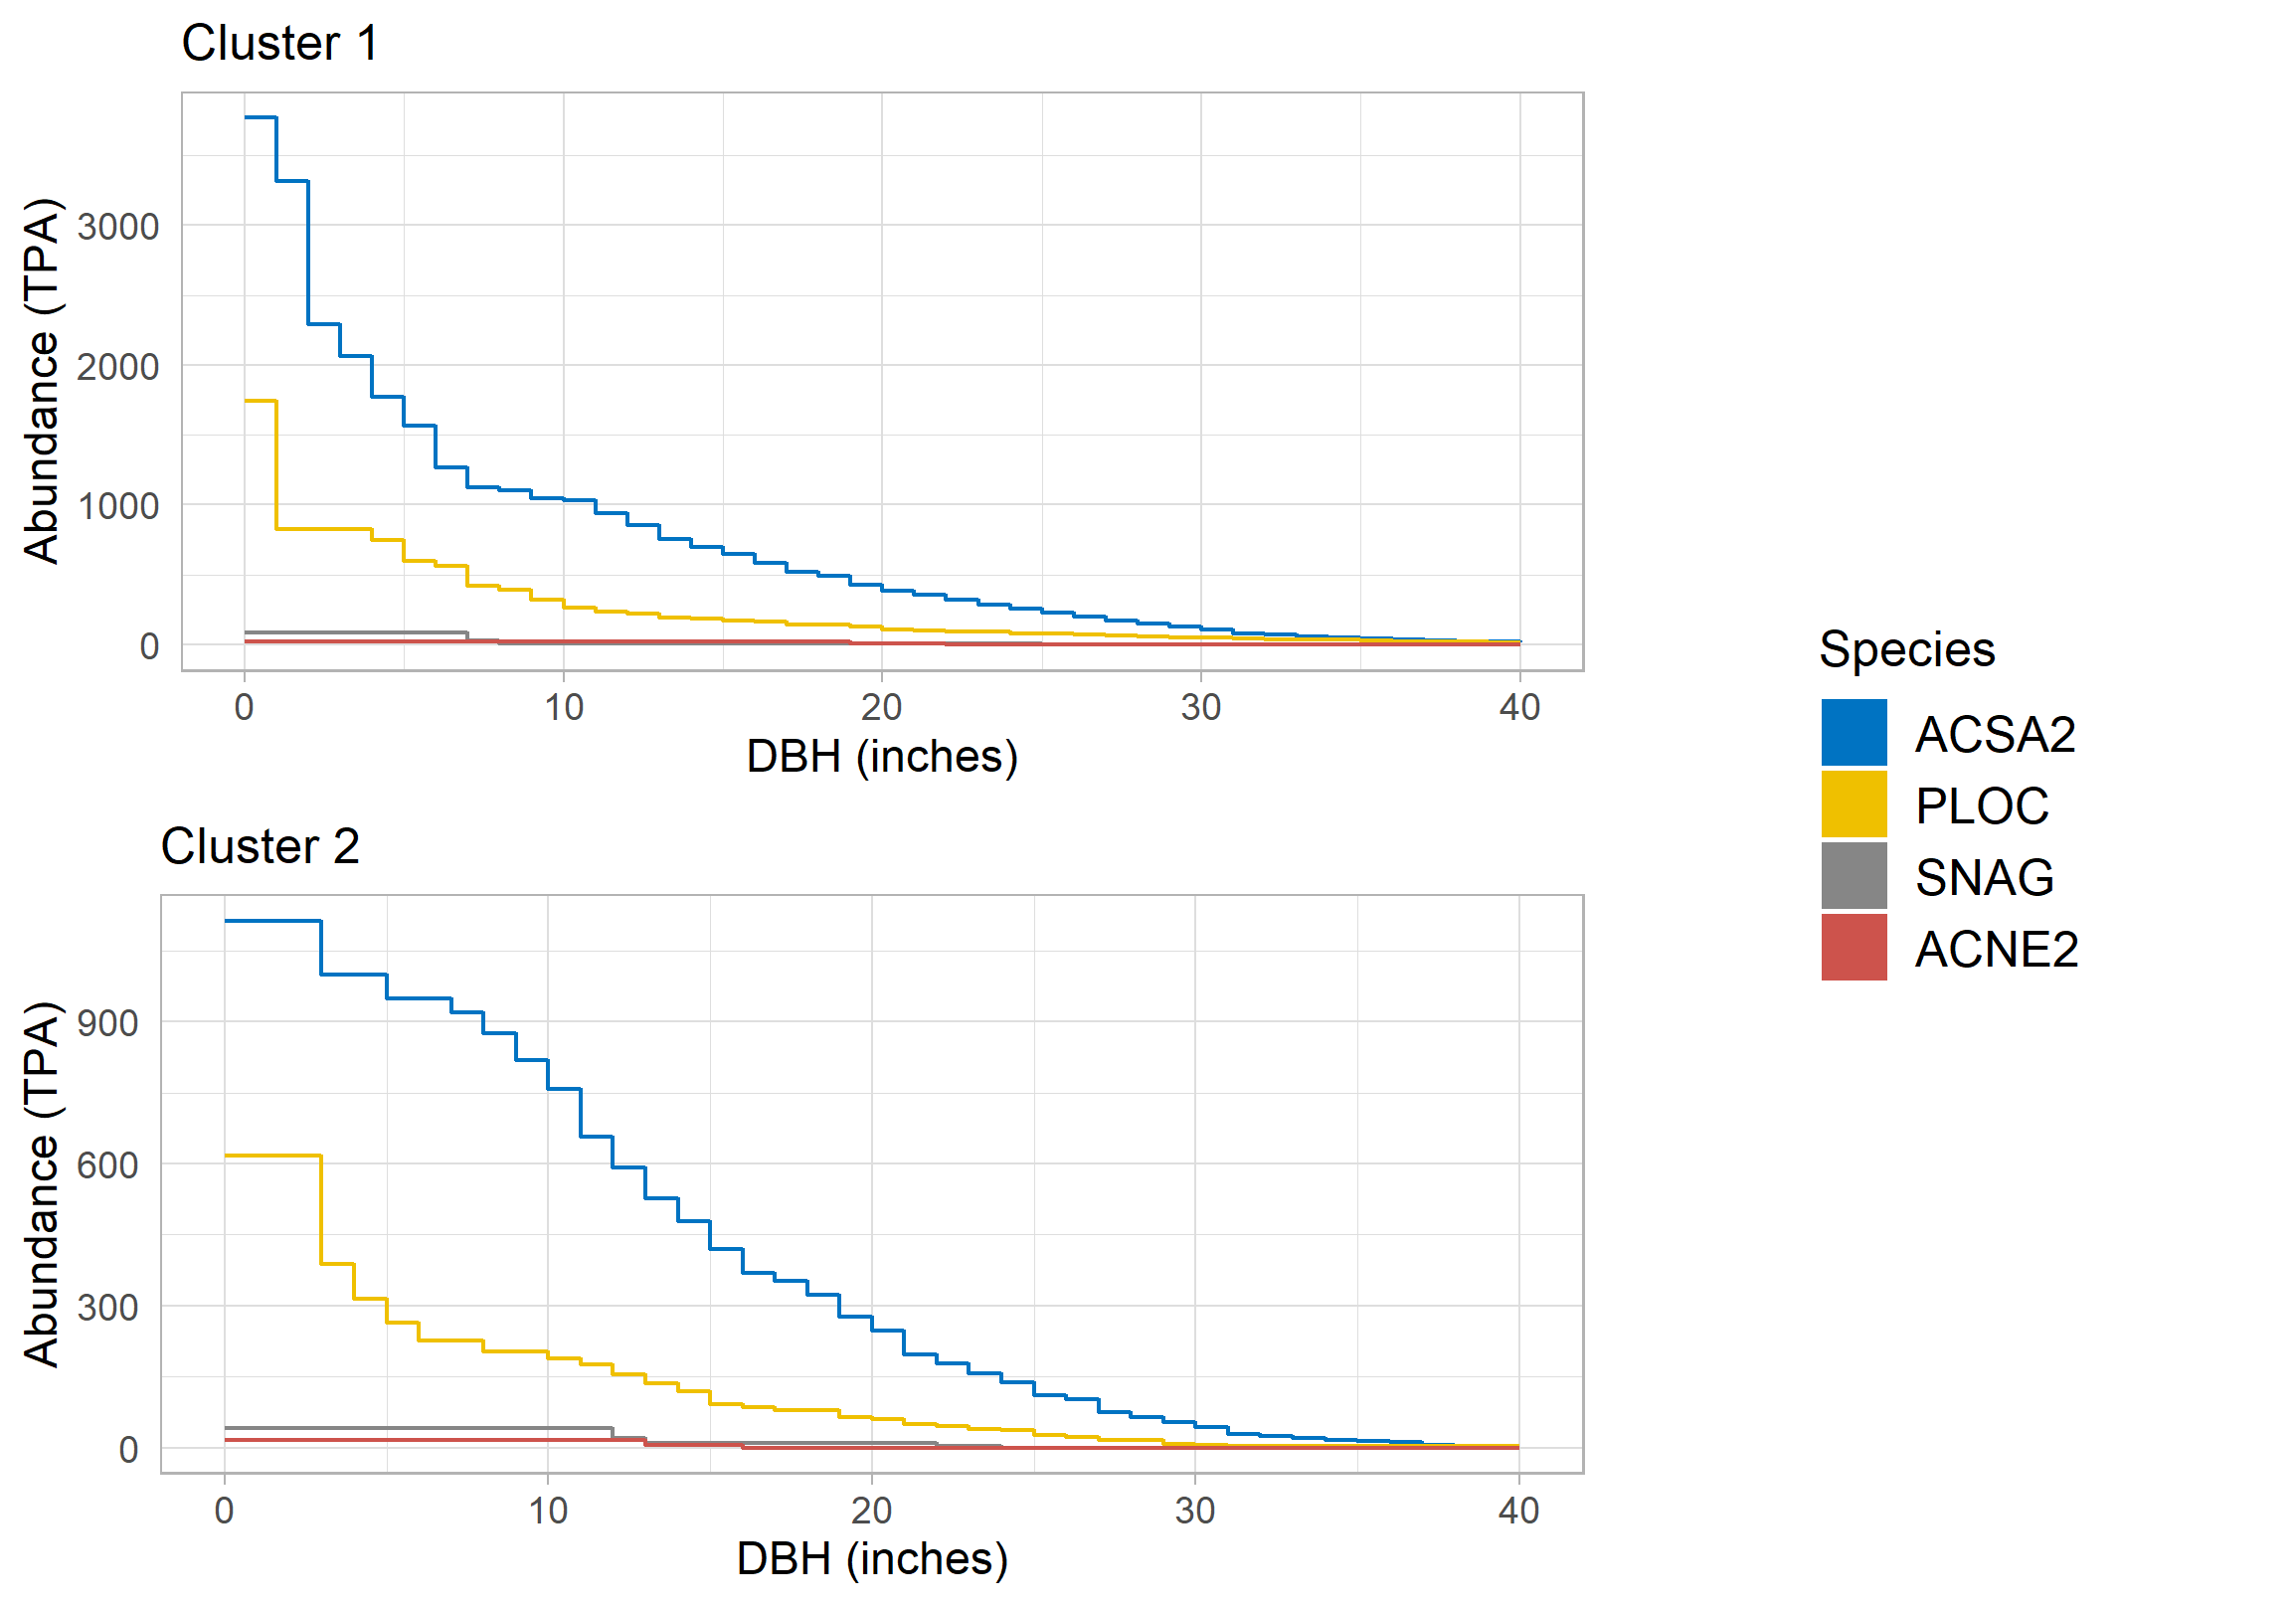 Cluster 1
Abundance (TPA)
3000
2000
1000
0
0 10 20 30 40
DBH (inches)
Cluster 2
Abundance (TPA)
900
600
300
0
0 10 20 30 40
DBH (inches)
Species
ACSA2
PLOC
SNAG
ACNE2